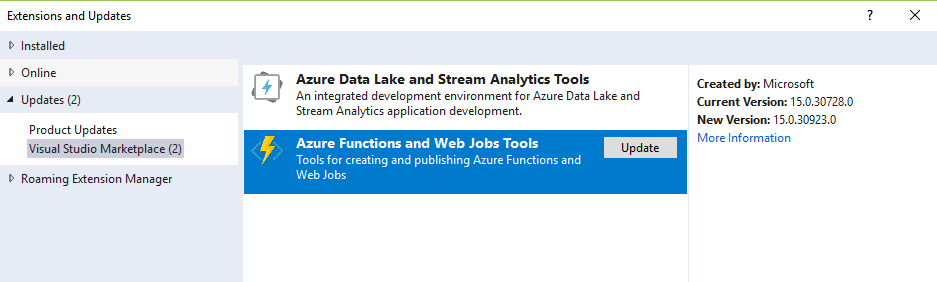 Extensions and Updates
? ✕
Installed
Online
Updates (2)
Product Updates
Visual Studio Marketplace (2)
Roaming Extension Manager
Azure Data Lake and Stream Analytics Tools
An integrated development environment for Azure Data Lake and
Stream Analytics application development.
Azure Functions and Web Jobs Tools
Update
Tools for creating and publishing Azure Functions and
Web Jobs
Created by: Microsoft
Current Version: 15.0.30728.0
New Version: 15.0.30923.0
More Information